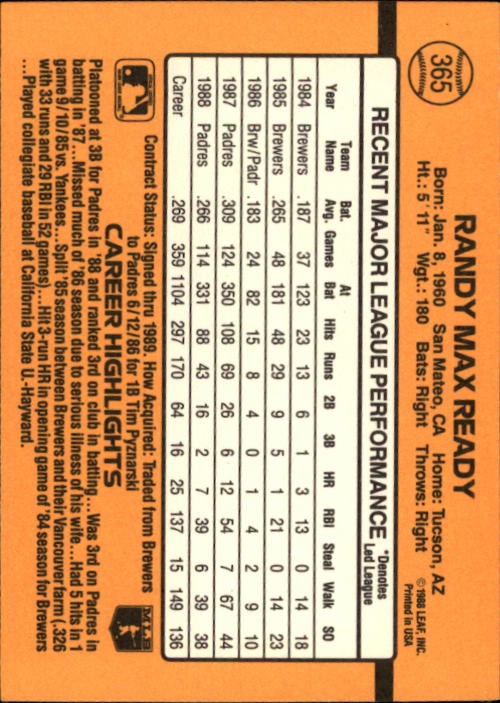 365
RANDY MAX READY
Born: Jan. 8, 1960 San Mateo, CA Home: Tucson, AZ
Ht.: 5' 11" Wgt.: 180 Bats: Right Throws: Right
©1988 LEAF, INC.
Printed in USA
RECENT MAJOR LEAGUE PERFORMANCE *Denotes Led League
Year Team Name Bat. Avg. Games At Bat Hits Runs 2B 3B HR RBI Steal Walk SO
1984 Brewers .187 37 123 23 13 6 1 3 13 0 14 18
1985 Brewers .265 48 181 48 29 9 5 1 21 0 14 23
1986 Brw/Padr .183 24 82 15 8 4 0 1 4 2 9 10
1987 Padres .309 124 350 108 69 26 6 12 54 7 67 44
1988 Padres .266 114 331 88 43 16 2 7 39 6 39 38
Career .269 359 1104 297 170 64 16 25 137 15 149 136
Contract Status: Signed thru 1989. How Acquired: Traded from Brewers
to Padres 6/12/86 for 1B Tim Pyznarski
MLB
CAREER HIGHLIGHTS
Platooned at 3B for Padres in '88 and ranked 3rd on club in batting...Was 3rd on Padres in
batting in '87...Missed much of '86 season due to serious illness of his wife...Had 5 hits in 1
game 9/10/85 vs. Yankees...Split '85 season between Brewers and their Vancouver farm (.326
with 33 runs and 29 RBI in 52 games)...Hit 3-run HR in opening game of '84 season for Brewers
...Played collegiate baseball at California State U.-Hayward.